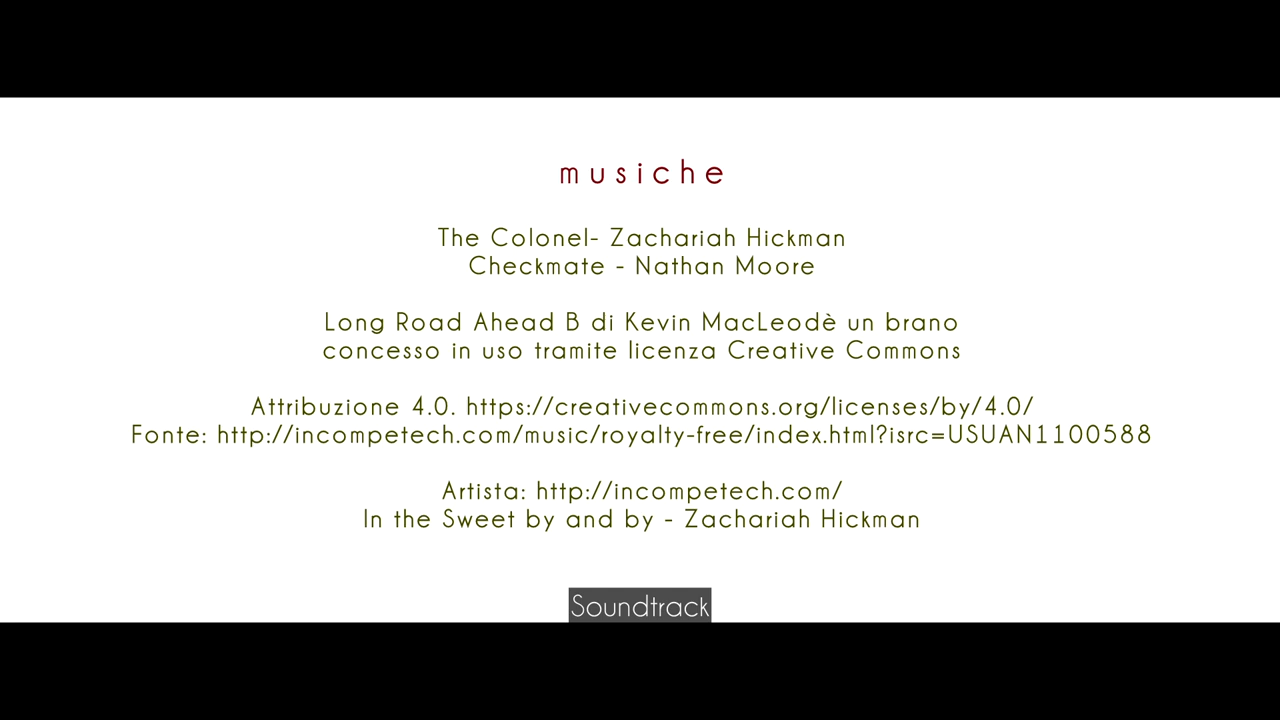 musiche
The Colonel- Zachariah Hickman
Checkmate - Nathan Moore
Long Road Ahead B di Kevin MacLeodè un brano
concesso in uso tramite licenza Creative Commons
Attribuzione 4.0. https://creativecommons.org/licenses/by/4.0/
Fonte: http://incompetech.com/music/royalty-free/index.html?isrc=USUAN1100588
Artista: http://incompetech.com/
In the Sweet by and by - Zachariah Hickman
Soundtrack